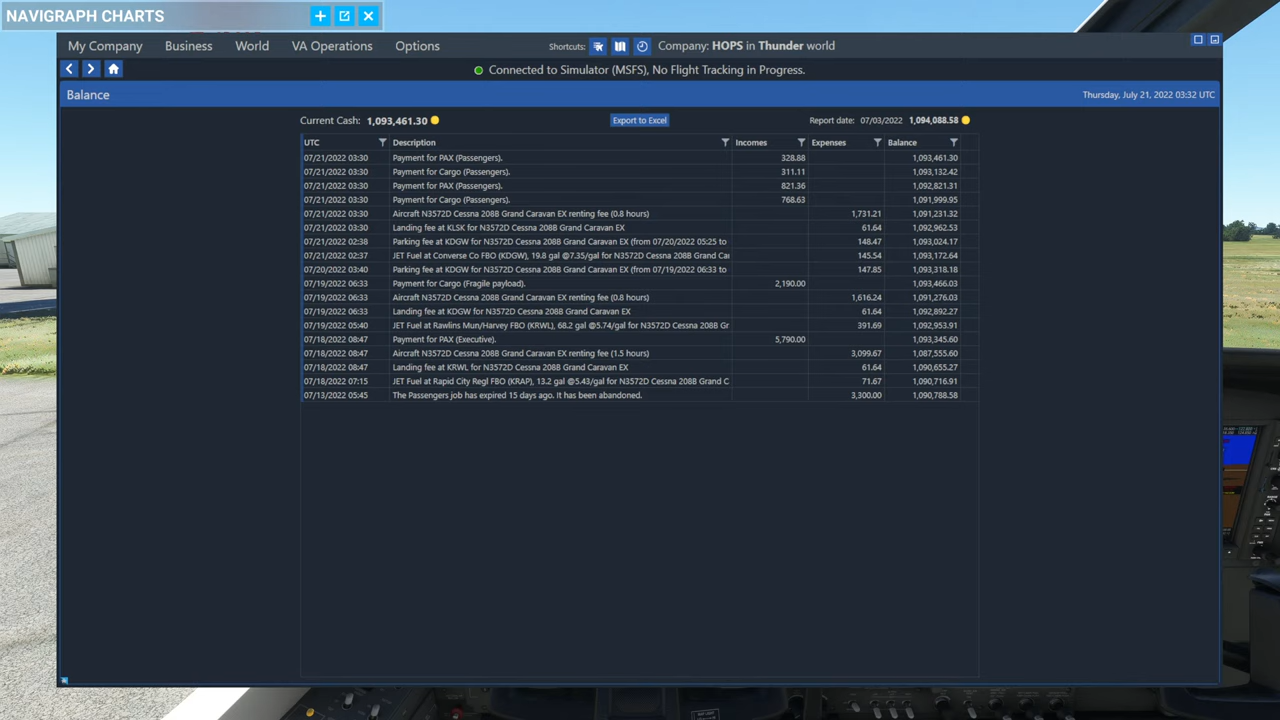 NAVIGRAPH CHARTS
My Company Business World VA Operations Options Shortcuts: Company: HOPS in Thunder world
Connected to Simulator (MSFS), No Flight Tracking in Progress.
Balance Thursday, July 21, 2022 03:32 UTC
Current Cash: 1,093,461.30 Export to Excel Report date: 07/03/2022 1,094,088.58
UTC Description Incomes Expenses Balance
07/21/2022 03:30 Payment for PAX (Passengers). 328.88 1,093,461.30
07/21/2022 03:30 Payment for Cargo (Passengers). 311.11 1,093,132.42
07/21/2022 03:30 Payment for PAX (Passengers). 821.36 1,092,821.31
07/21/2022 03:30 Payment for Cargo (Passengers). 768.63 1,091,999.95
07/21/2022 03:30 Aircraft N3572D Cessna 208B Grand Caravan EX renting fee (0.8 hours) 1,731.21 1,091,231.32
07/21/2022 03:30 Landing fee at KLSK for N3572D Cessna 208B Grand Caravan EX 61.64 1,092,962.53
07/21/2022 02:38 Parking fee at KDGW for N3572D Cessna 208B Grand Caravan EX (from 07/20/2022 05:25 to 148.47 1,093,024.17
07/21/2022 02:37 JET Fuel at Converse Co FBO (KDGW), 19.8 gal @7.35/gal for N3572D Cessna 208B Grand Car 145.54 1,093,172.64
07/20/2022 03:40 Parking fee at KDGW for N3572D Cessna 208B Grand Caravan EX (from 07/19/2022 06:33 to 147.85 1,093,318.18
07/19/2022 06:33 Payment for Cargo (Fragile payload). 2,190.00 1,093,466.03
07/19/2022 06:33 Aircraft N3572D Cessna 208B Grand Caravan EX renting fee (0.8 hours) 1,616.24 1,091,276.03
07/19/2022 06:33 Landing fee at KDGW for N3572D Cessna 208B Grand Caravan EX 61.64 1,092,892.27
07/19/2022 05:40 JET Fuel at Rawlins Mun/Harvey FBO (KRWL), 68.2 gal @5.74/gal for N3572D Cessna 208B Gr 391.69 1,092,953.91
07/18/2022 08:47 Payment for PAX (Executive). 5,790.00 1,093,345.60
07/18/2022 08:47 Aircraft N3572D Cessna 208B Grand Caravan EX renting fee (1.5 hours) 3,099.67 1,087,555.60
07/18/2022 08:47 Landing fee at KRWL for N3572D Cessna 208B Grand Caravan EX 61.64 1,090,655.27
07/18/2022 07:15 JET Fuel at Rapid City Regl FBO (KRAP), 13.2 gal @5.43/gal for N3572D Cessna 208B Grand C 71.67 1,090,716.91
07/13/2022 05:45 The Passengers job has expired 15 days ago. It has been abandoned. 3,300.00 1,090,788.58